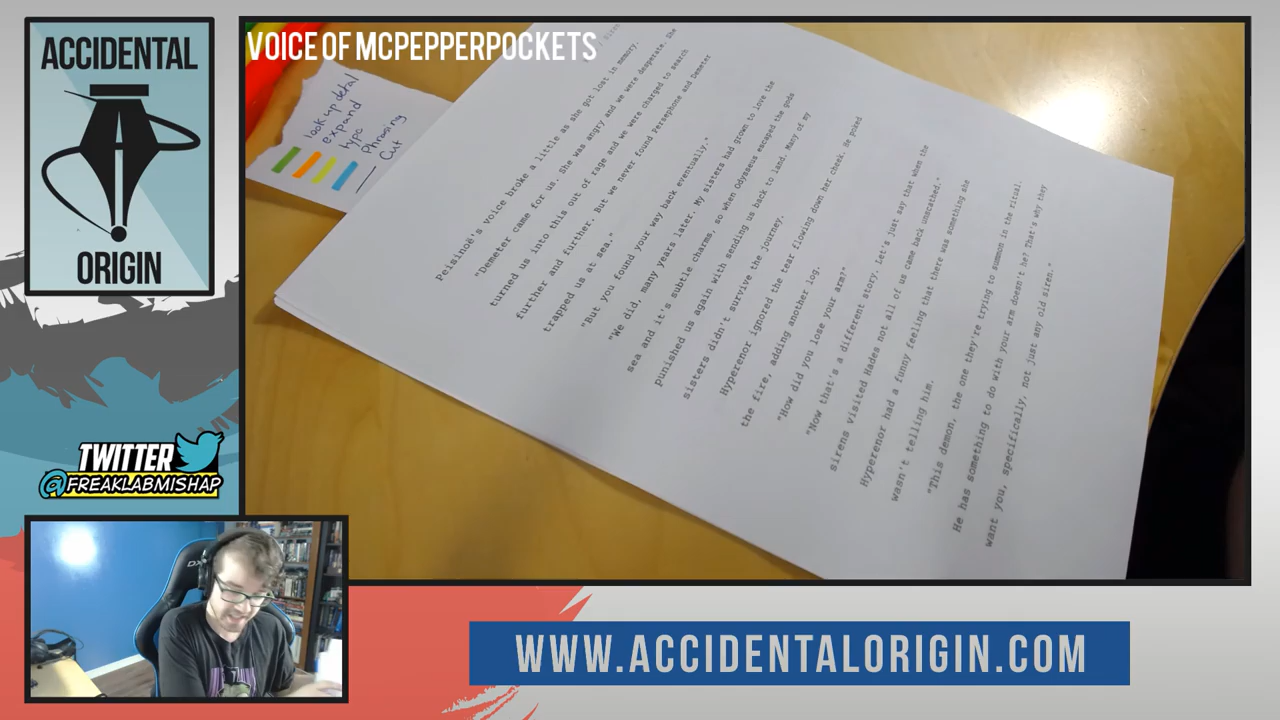 ACCIDENTAL
ORIGIN
VOICE OF MCPEPPERPOCKETS
look up detail
expand
typo
phrasing
Cut
Peisinoë's voice broke a little as she got lost in memory.
"Demeter came for us. She was angry and we were desperate. She
turned us into this out of rage and we were charged to search
further and further. But we never found Persephone and Demeter
trapped us at sea."
"But you found your way back eventually."
"We did, many years later. My sisters had grown to love the
sea and it's subtle charms, so when Odysseus escaped the gods
punished us again with sending us back to land. Many of my
sisters didn't survive the journey.
Hyperenor ignored the tear flowing down her cheek. He poked
the fire, adding another log.
"How did you lose your arm?"
"Now that's a different story. Let's just say that when the
sirens visited Hades not all of us came back unscathed."
Hyperenor had a funny feeling that there was something she
wasn't telling him.
"This demon, the one they're trying to summon in the ritual.
He has something to do with your arm doesn't he? That's why they
want you, specifically, not just any old siren."
TWITTER
@FREAKLABMISHAP
WWW.ACCIDENTALORIGIN.COM